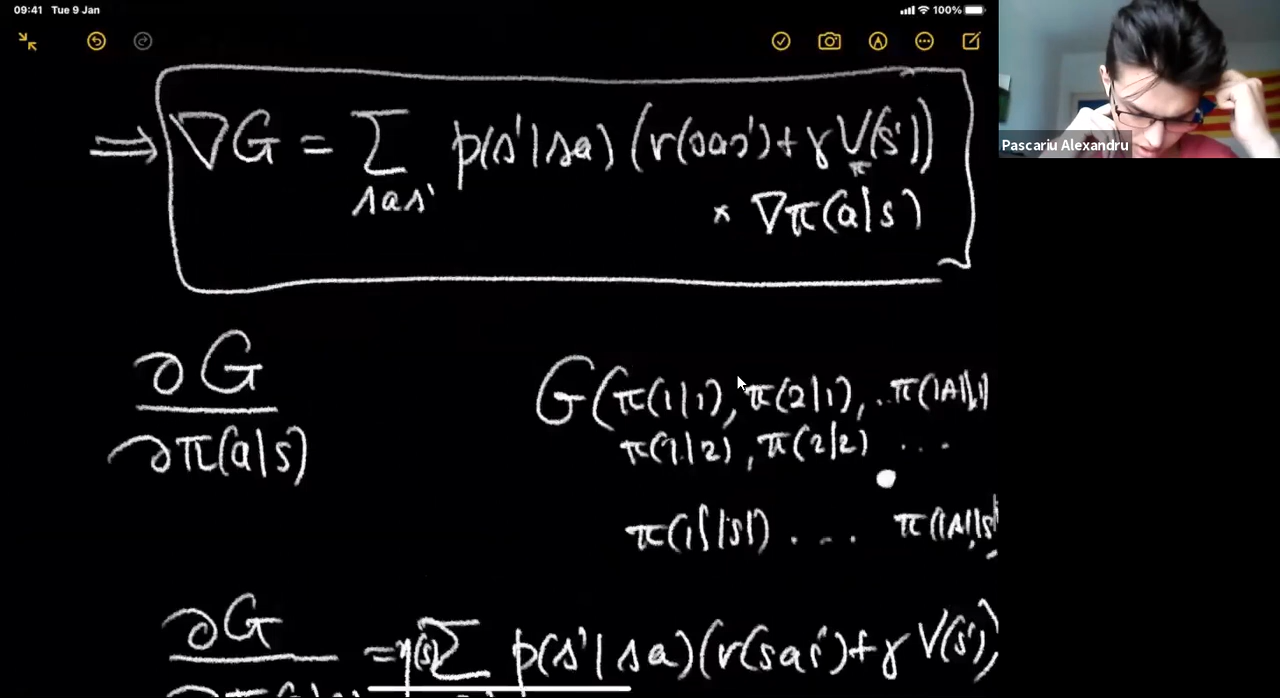 09:41 Tue 9 Jan 100%
Pascariu Alexandru
⇒ ∇G = ∑ p(s'|sa) (r(sas') + γ V(s'))
sas' π
× ∇π(a|s)
∂G
∂π(a|s)
G(π(1|1), π(2|1), ..π(|A||1)
π(1|2), π(2|2) ...
π(1||S|) . . . π(|A||S|
∂G
= η(s) ∑ p(s'|sa) (r(sas') + γ V(s'))